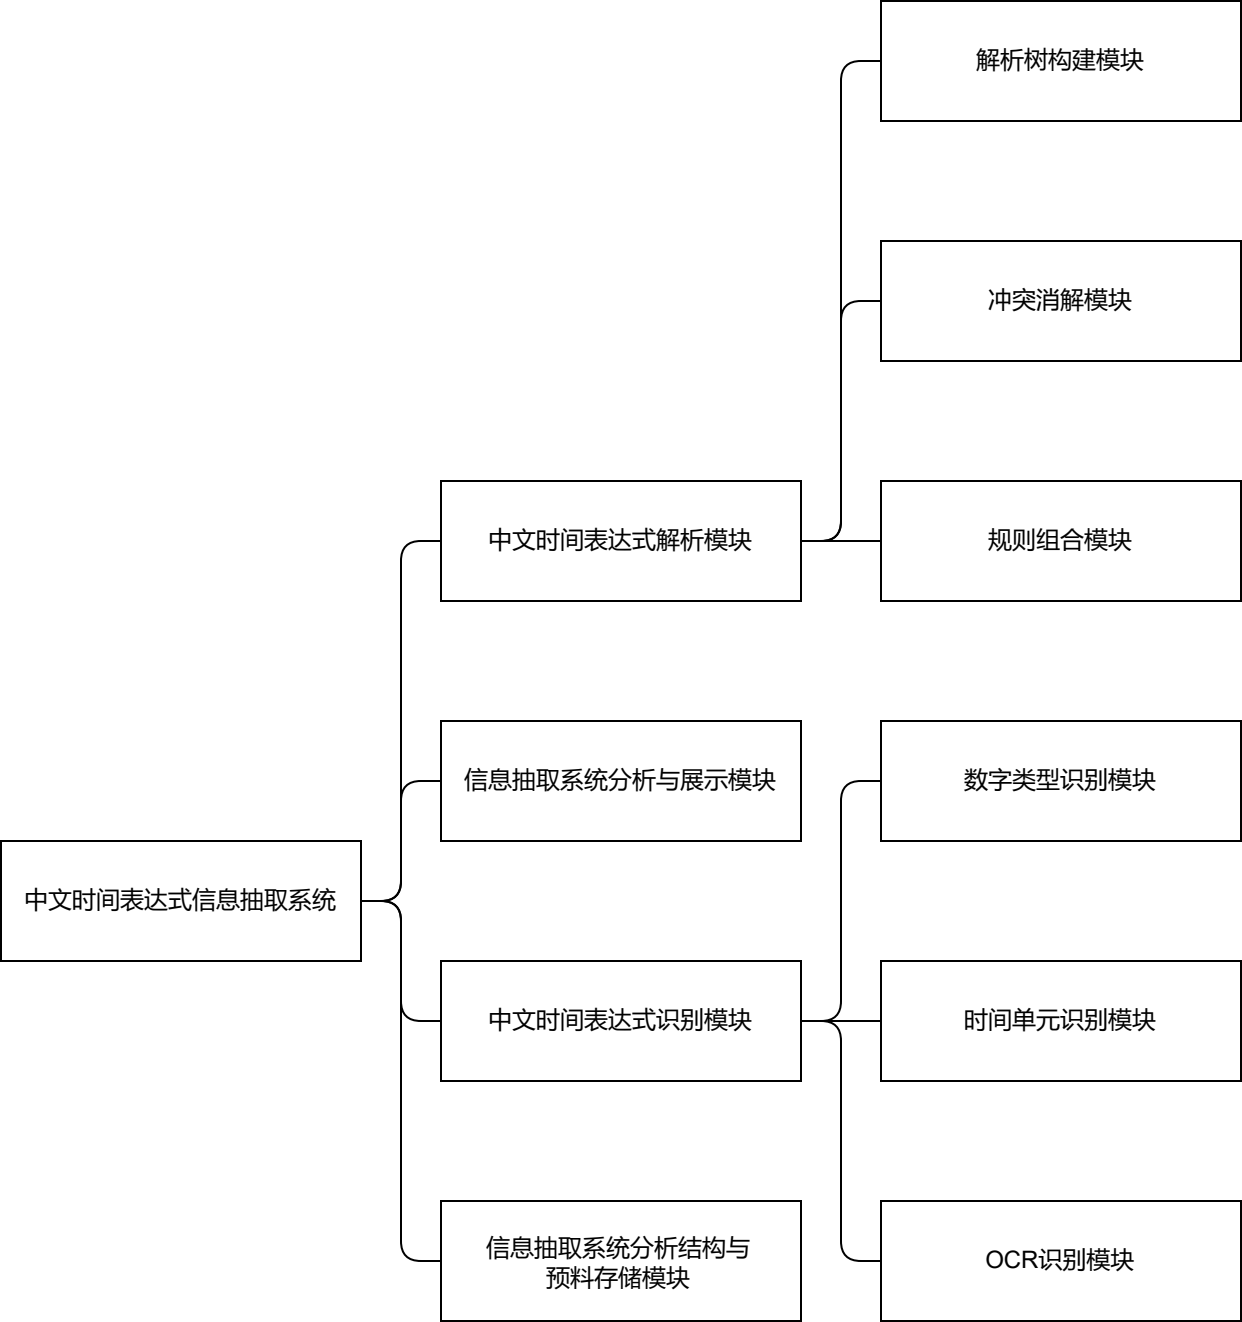 解析树构建模块
冲突消解模块
中文时间表达式解析模块
规则组合模块
信息抽取系统分析与展示模块
数字类型识别模块
中文时间表达式信息抽取系统
中文时间表达式识别模块
时间单元识别模块
信息抽取系统分析结构与
预料存储模块
OCR识别模块